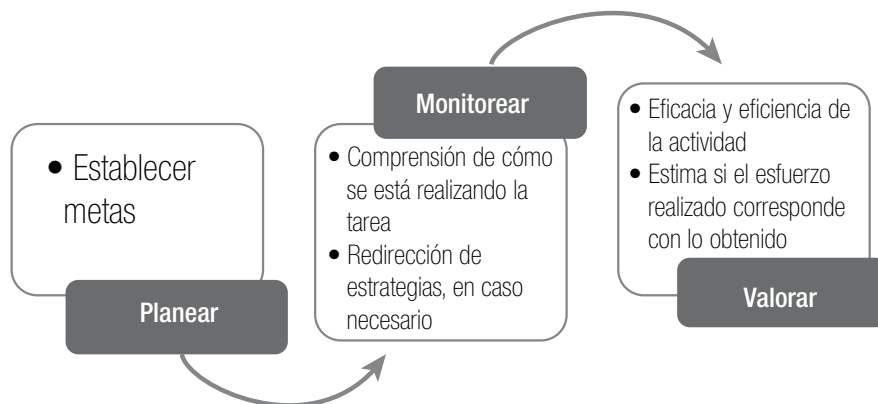 • Establecer
metas
Planear
Monitorear
• Comprensión de cómo
se está realizando la
tarea
• Redirección de
estrategias, en caso
necesario
• Eficacia y eficiencia de
la actividad
• Estima si el esfuerzo
realizado corresponde
con lo obtenido
Valorar